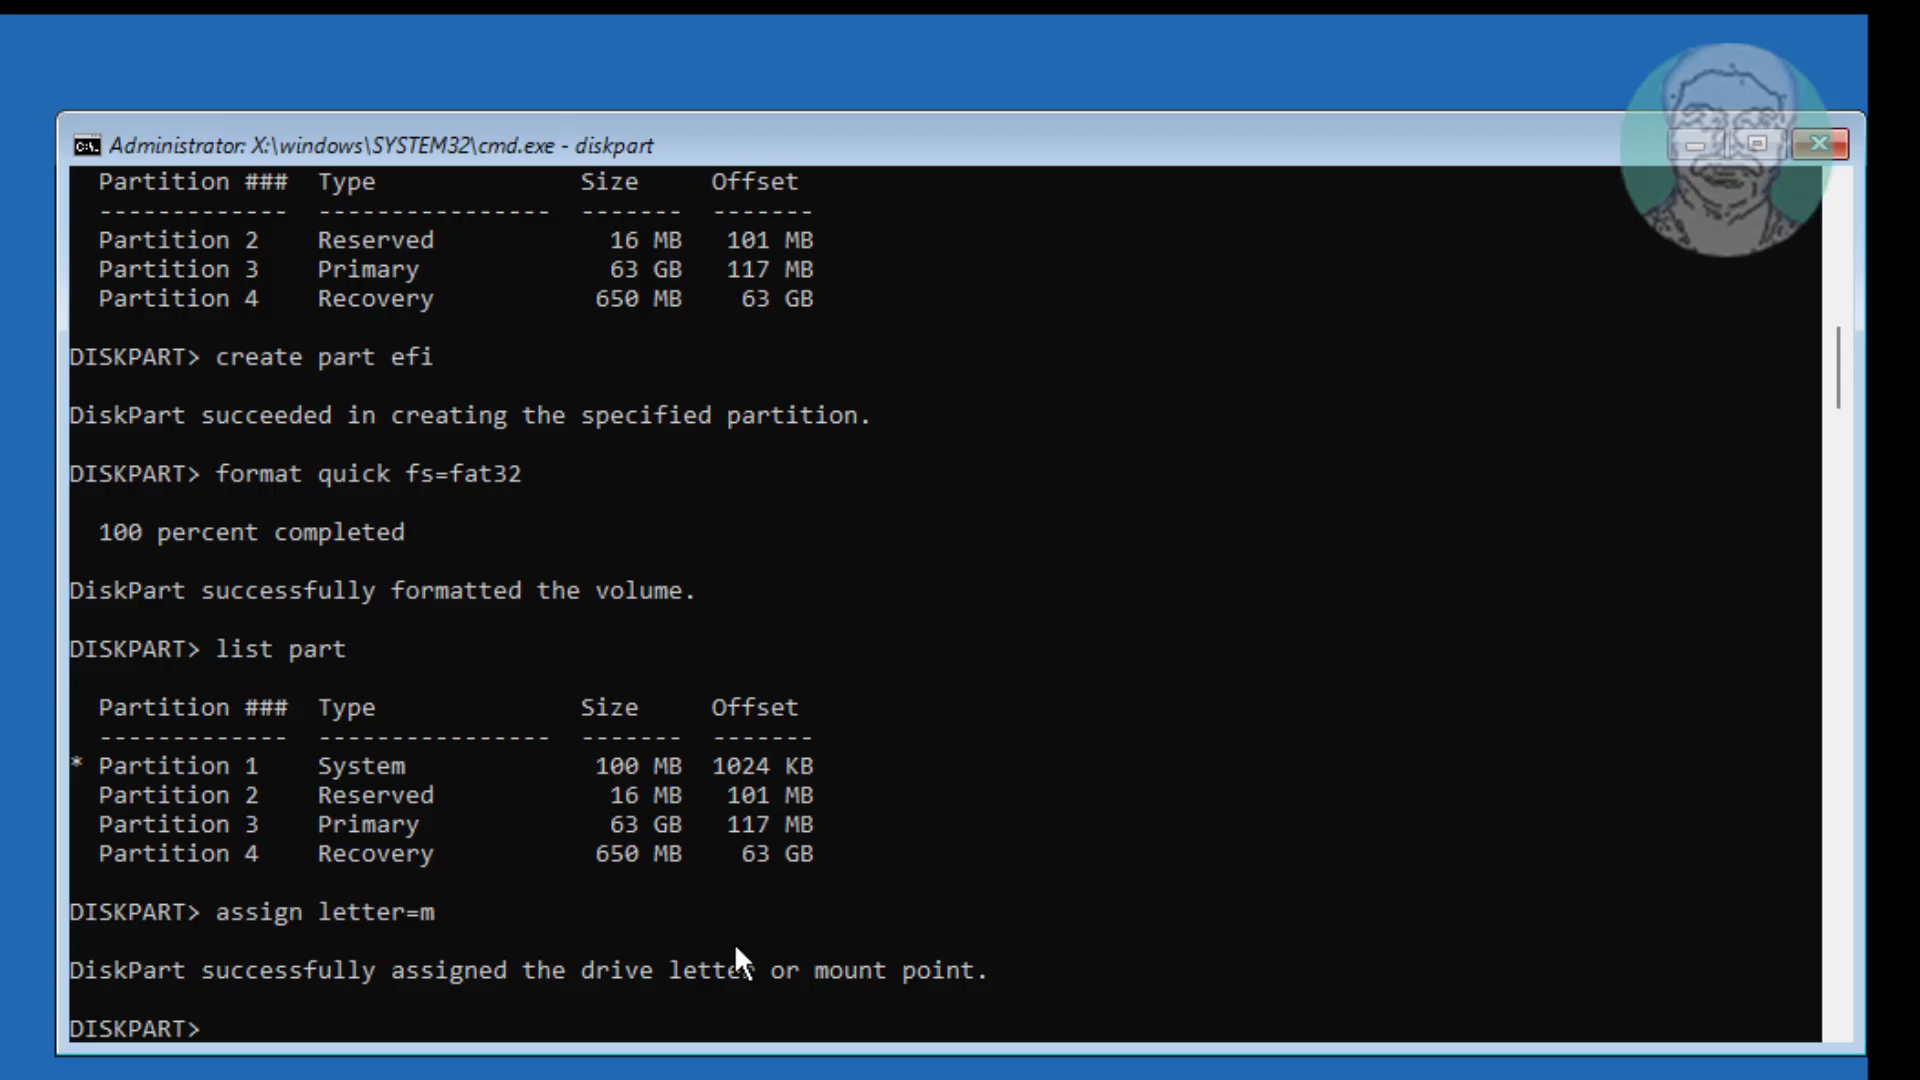 Administrator: X:\windows\SYSTEM32\cmd.exe - diskpart
Partition ###  Type              Size     Offset
-------------  ----------------  -------  -------
Partition 2    Reserved            16 MB   101 MB
Partition 3    Primary             63 GB   117 MB
Partition 4    Recovery           650 MB    63 GB
DISKPART> create part efi
DiskPart succeeded in creating the specified partition.
DISKPART> format quick fs=fat32
100 percent completed
DiskPart successfully formatted the volume.
DISKPART> list part
Partition ###  Type              Size     Offset
-------------  ----------------  -------  -------
* Partition 1    System             100 MB  1024 KB
Partition 2    Reserved            16 MB   101 MB
Partition 3    Primary             63 GB   117 MB
Partition 4    Recovery           650 MB    63 GB
DISKPART> assign letter=m
DiskPart successfully assigned the drive letter or mount point.
DISKPART>